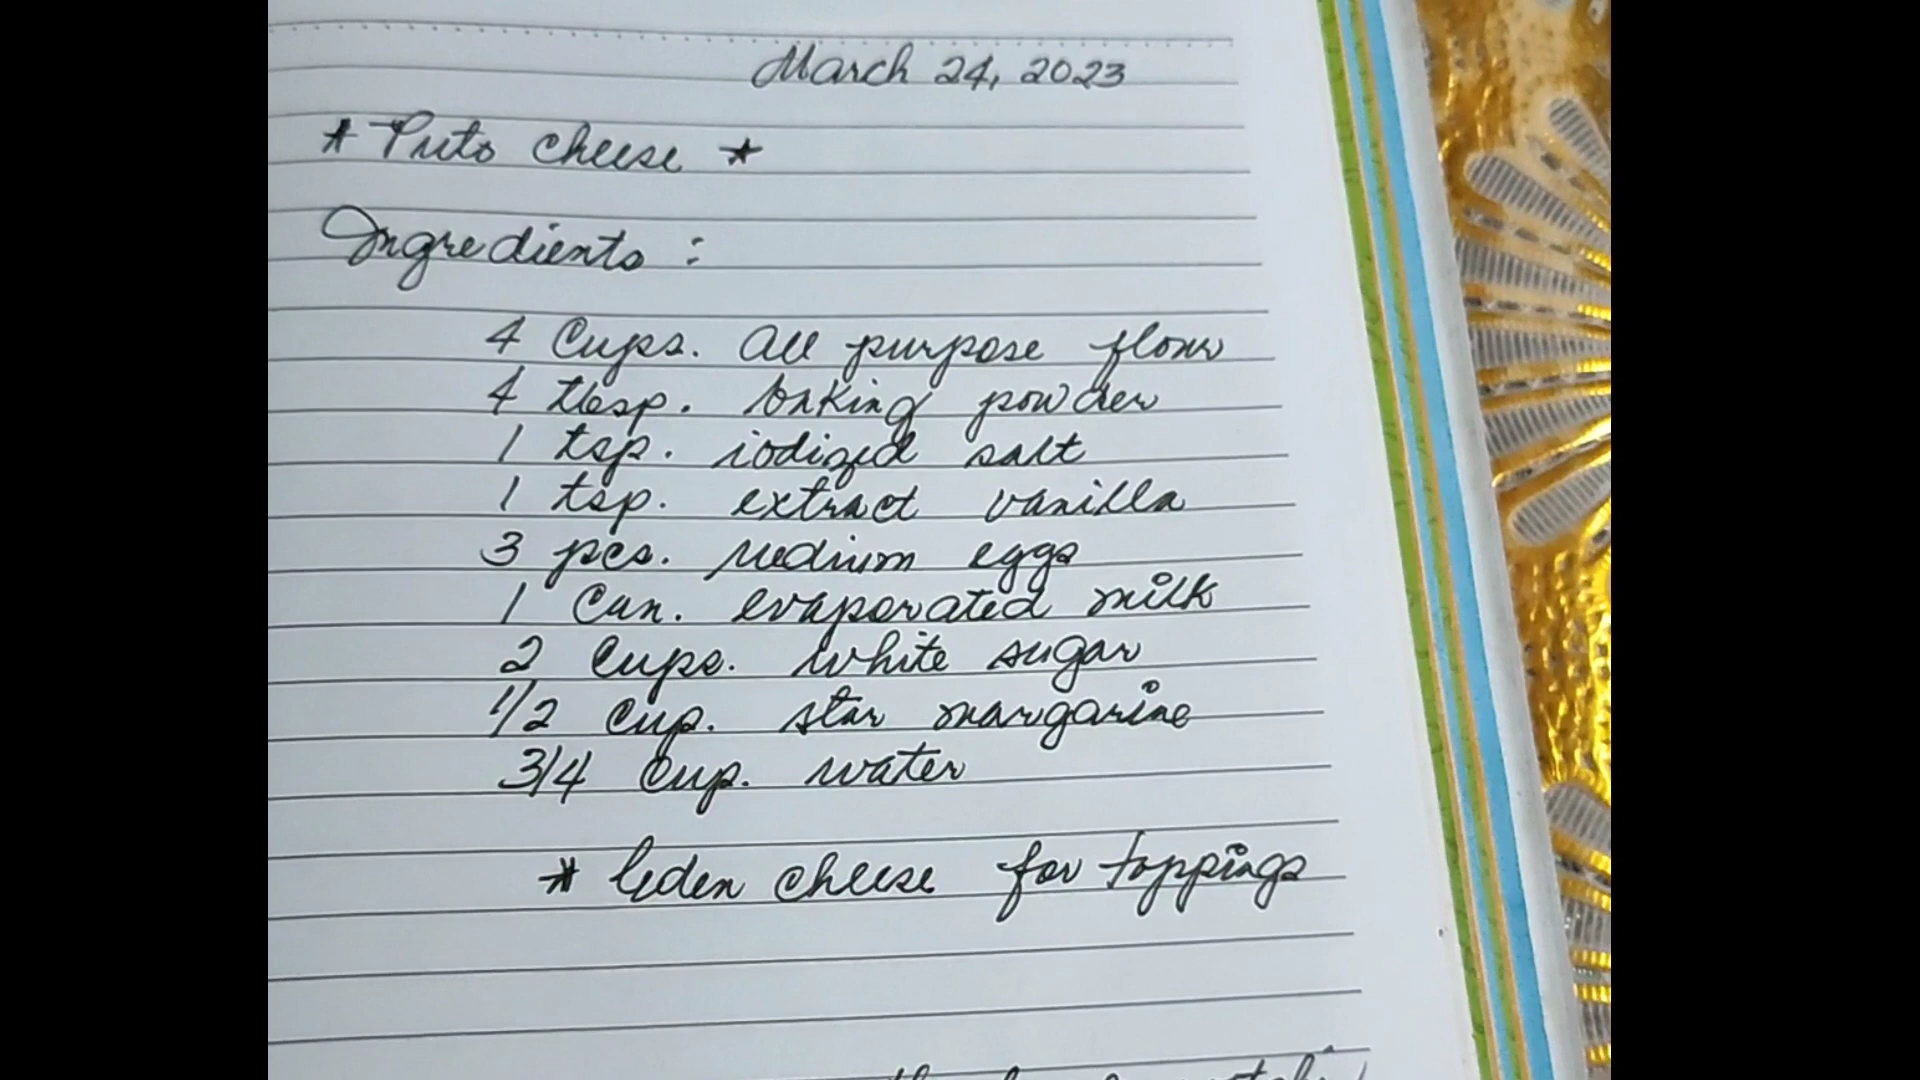 March 24, 2023
* Puto cheese *
Ingredients :
4 Cups. All purpose flour
4 tbsp. baking powder
1 tsp. iodized salt
1 tsp. extract vanilla
3 pcs. medium eggs
1 Can. evaporated milk
2 Cups. white sugar
1/2 Cup. star margarine
3/4 Cup. water
* Eden cheese for toppings